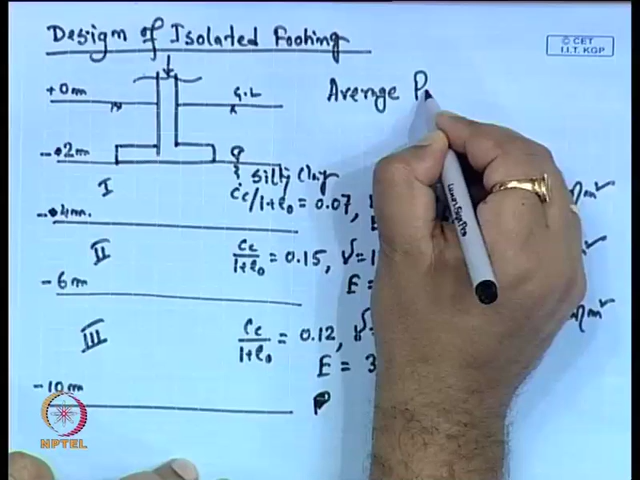 Design of Isolated Footing
© CET
I.I.T. KGP
+0m
G.L
Average P
-2m
I
Silty Clay
Cc/1+e0 = 0.07,
-4m.
II
Cc/1+e0 = 0.15, γ=1
E =
-6m
III
Cc/1+e0 = 0.12, γ=
E = 3
-10m
P
NPTEL